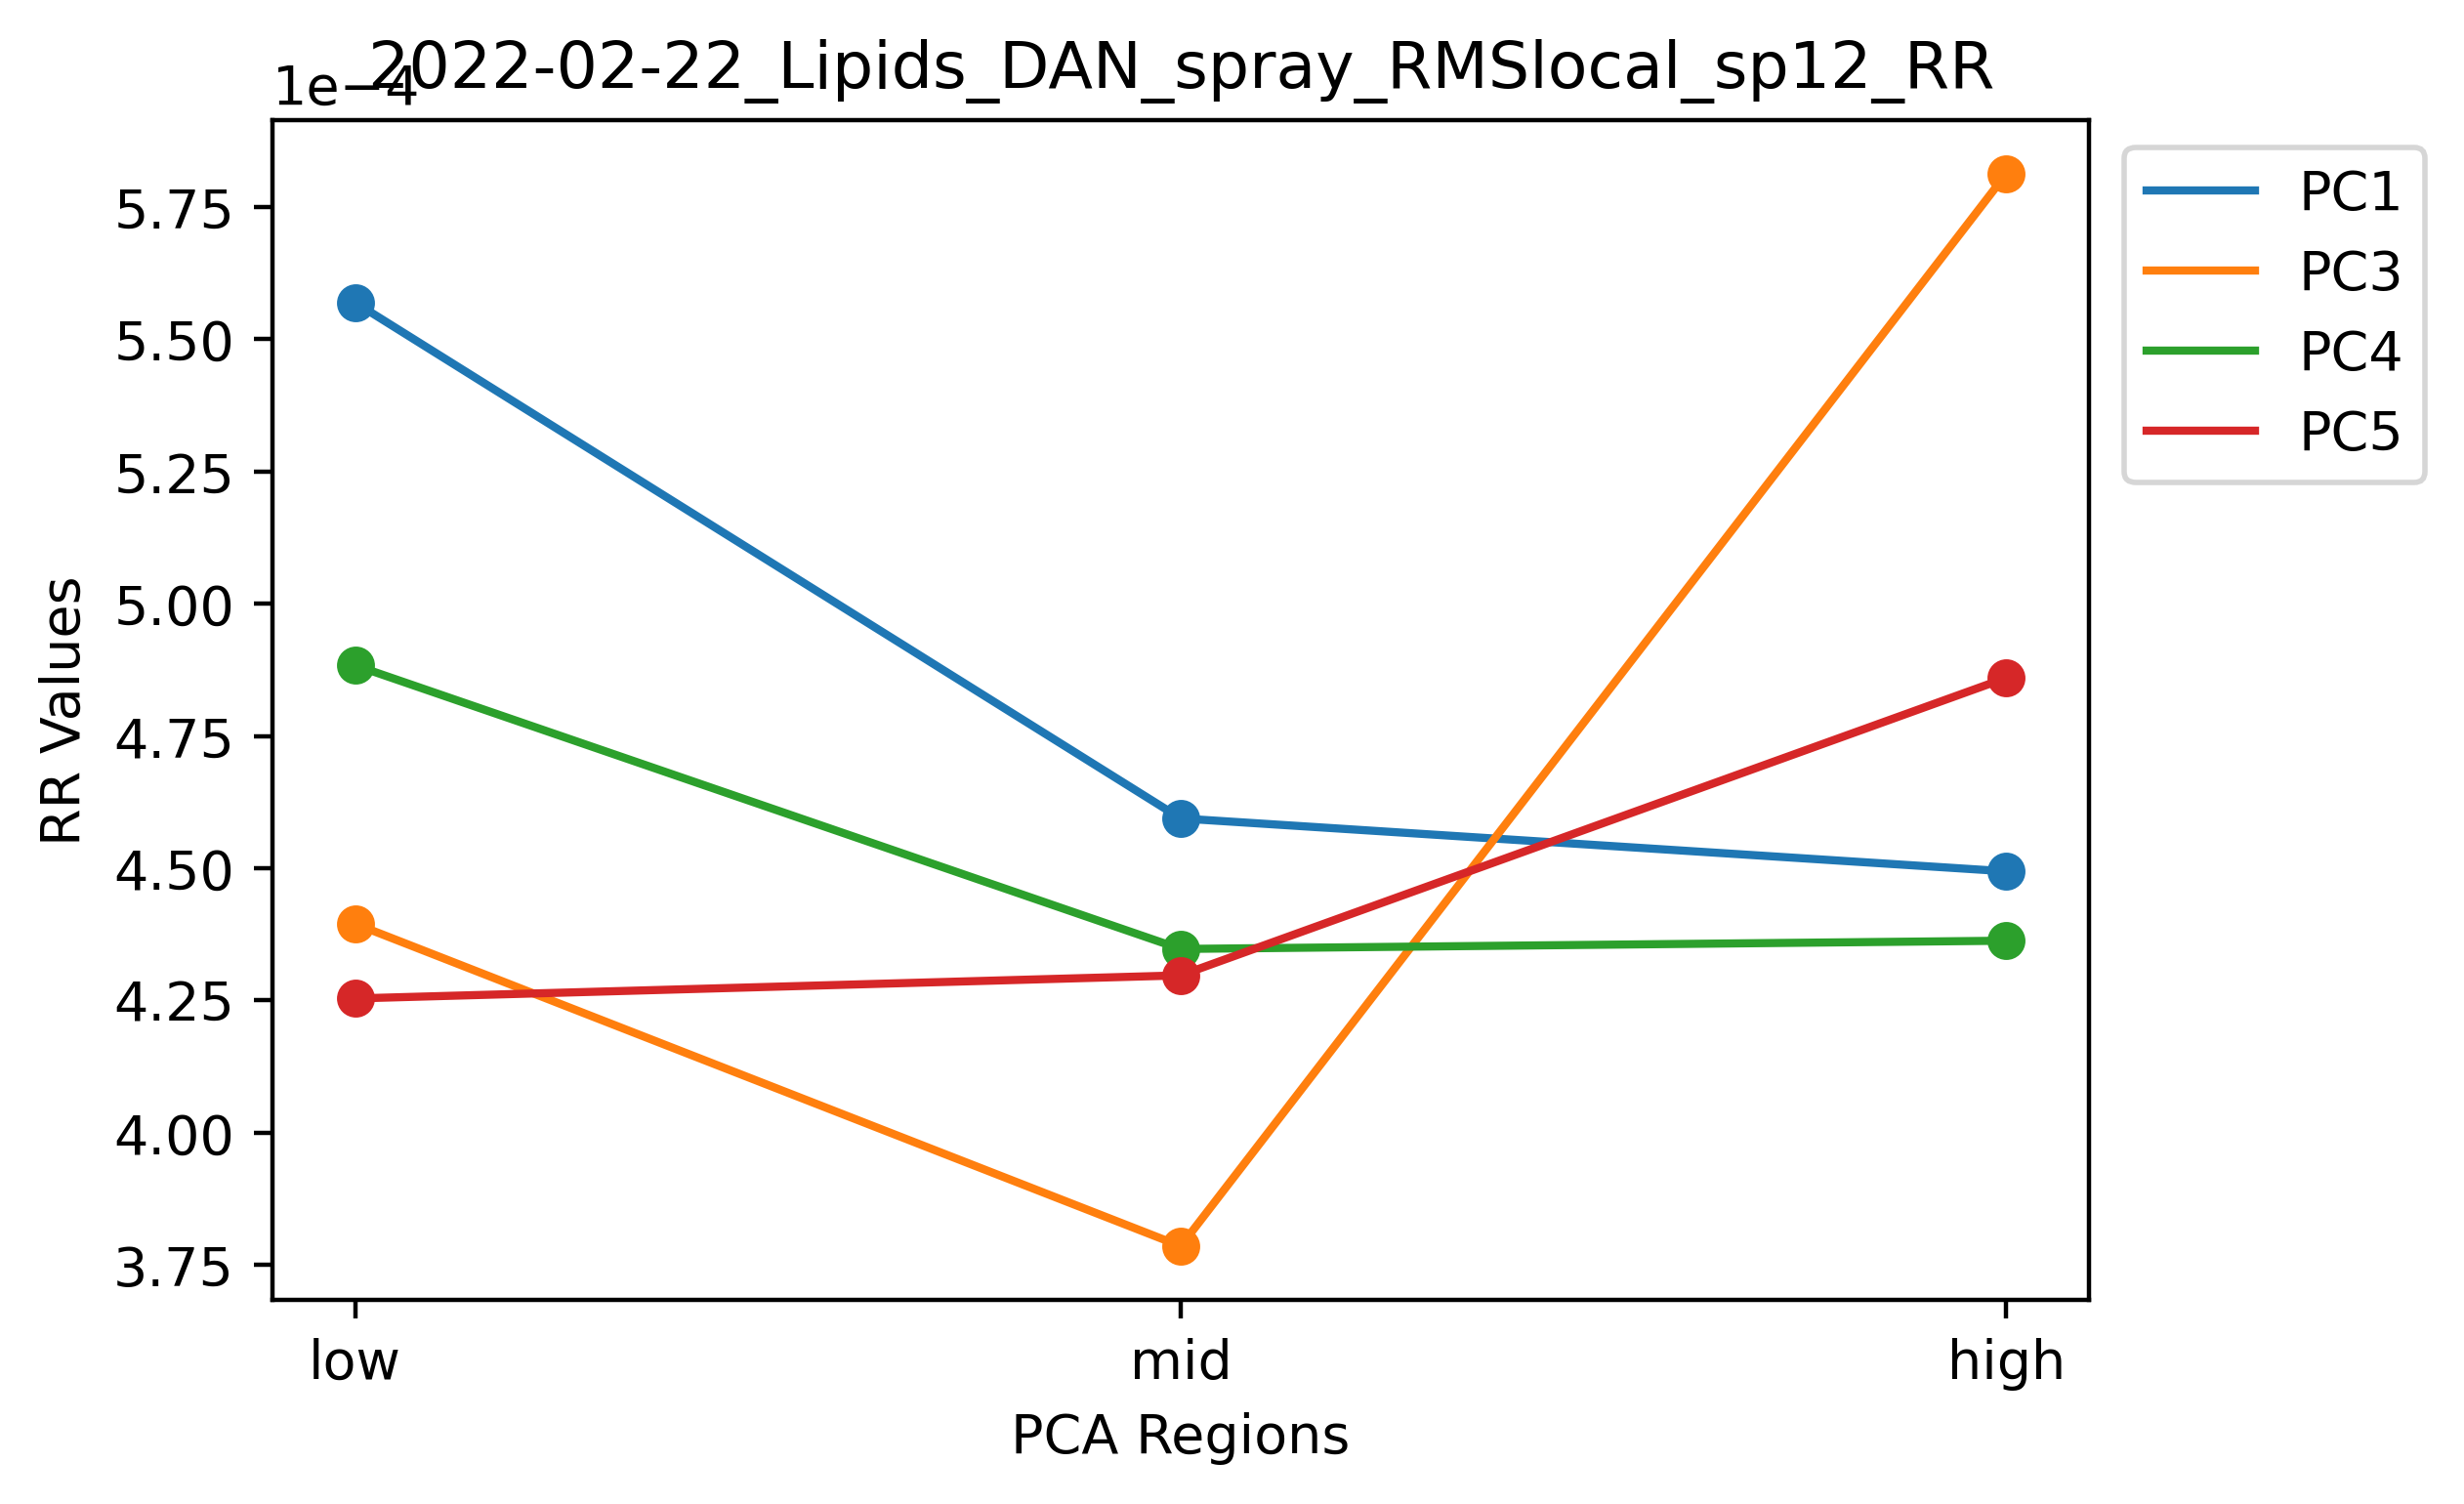 2022-02-22_Lipids_DAN_spray_RMSlocal_sp12_RR
1e−4
5.75
5.50
5.25
5.00
4.75
4.50
4.25
4.00
3.75
RR Values
low mid high
PCA Regions
PC1
PC3
PC4
PC5